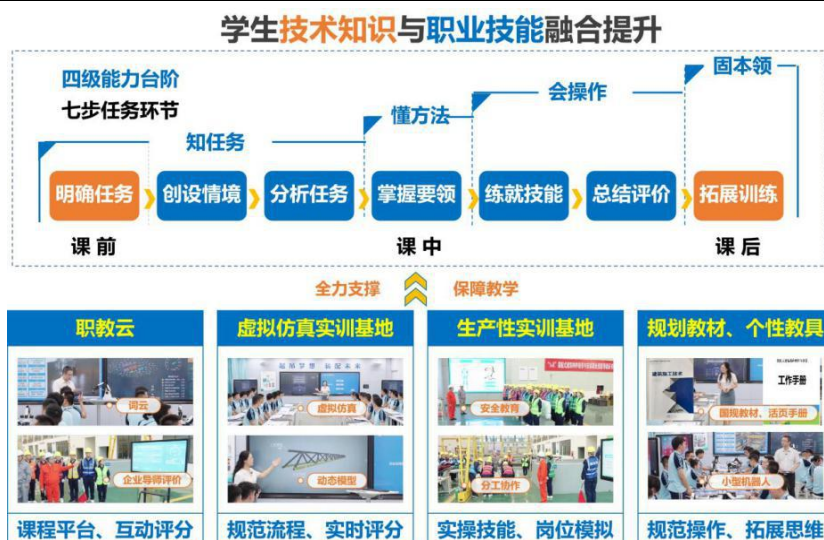 学生技术知识与职业技能融合提升
四级能力台阶
七步任务环节
知任务
懂方法
会操作
固本领
明确任务
创设情境
分析任务
掌握要领
练就技能
总结评价
拓展训练
课前
课中
课后
全力支撑
保障教学
职教云
虚拟仿真实训基地
生产性实训基地
规划教材、个性教具
词云
虚拟仿真
安全教育
工作手册
国规教材、活页手册
企业导师评价
动态模型
分工协作
小型机器人
课程平台、互动评分
规范流程、实时评分
实操技能、岗位模拟
规范操作、拓展思维